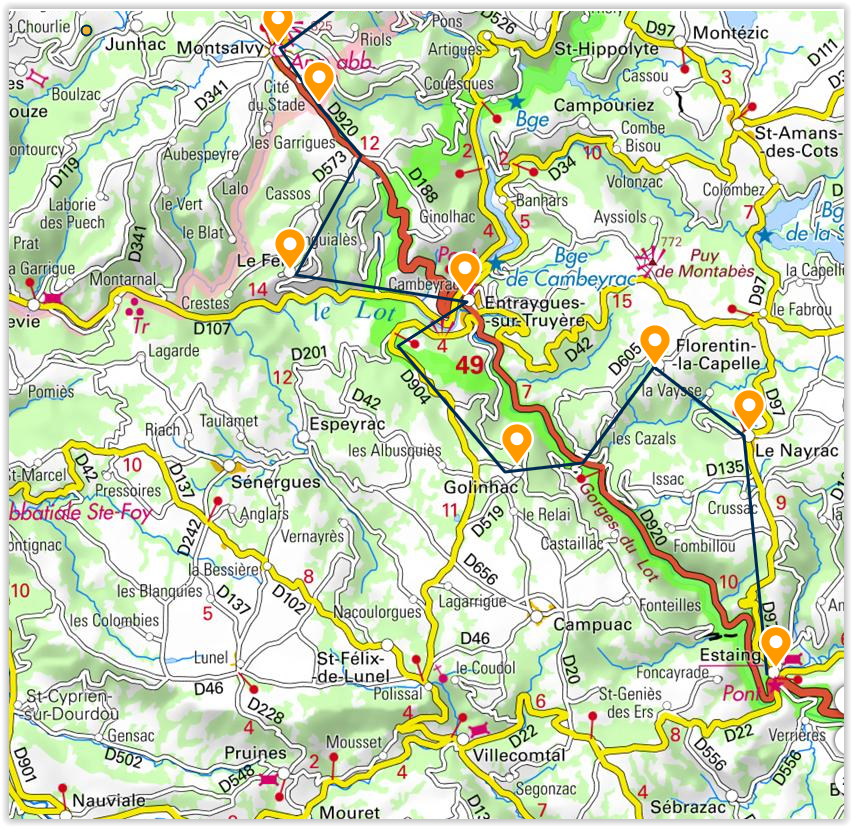 a Chourlie
Junhac
Montsalvy
Pons
Riols
Anc. abb.
Artigues
D526
St-Hippolyte
D97
Montézic
D111
Cassou
3
Boulzac
ouze
D341
Cité
du Stade
D920
Couesques
Bge
Campouriez
Combe
Bisou
St-Amans-
-des-Cots
ontourcy
D119
Aubespeyre
les Garrigues
12
D573
2
2
D34
10
Volonzac
Colombez
Laborie
des Puech
le Vert
Lalo
Cassos
D188
Banhars
Ginolhac
5
Ayssiols
7
D341
le Blat
4
772
Puy
de Montabès
Prat
a Garrigue
Montarnal
Le Fe
nguialès
Bge
de Cambeyrac
Cambeyrac
D97
la Capelle
evie
Crestes
14
le Lot
Entraygues-
-sur-Truyère
15
le Fabrou
Tr
D107
4
D42
Lagarde
D201
49
D605
Florentin-
-la-Capelle
Pomiès
12
D904
7
la Vaysse
D97
D42
Riach
Taulamet
Espeyrac
les Cazals
Le Nayrac
les Albusquiès
St-Marcel
D42
10
Pressoires
D137
Sénergues
Golinhac
D135
Issac
Crussac
9
bbatiale Ste-Foy
D242
Anglars
11
D519
le Relai
Gorges du Lot
D920
ontignac
Vernayrès
Castaillac
Fombillou
la Bessière
D656
10
8
10
les Blanquies
D137
D102
Nacoulorgues
Lagarrigue
Fonteilles
5
les Colombies
Campuac
D46
Lunel
St-Félix-
-de-Lunel
le-Coudol
D20
Estaing
Foncayrade
D46
Polissal
Pont
St-Cyprien-
-sur-Dourdou
D228
4
4
6
St-Geniès
des Ers
D22
8
D22
Verrières
Gensac
D502
Mousset
D556
D556
Pruines
2
4
Villecomtal
D901
D548
Segonzac
4
Nauviale
3
Mouret
7
Sébrazac